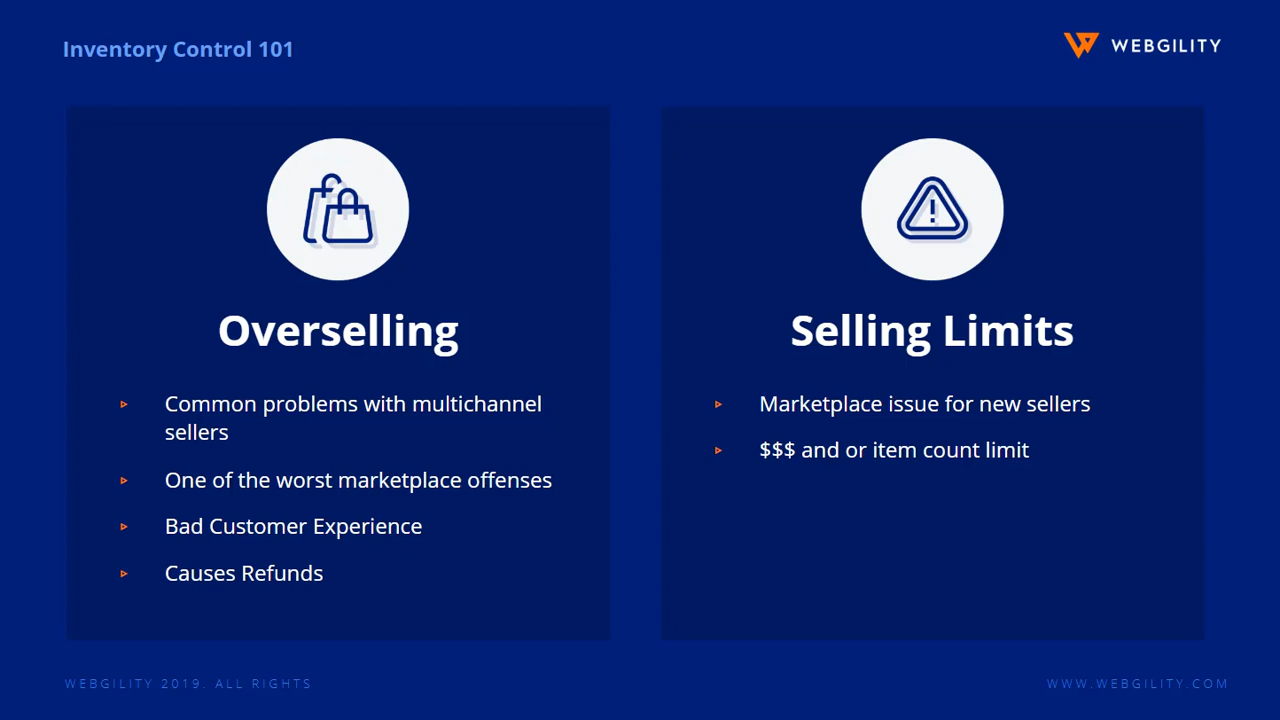 Inventory Control 101
WEBGILITY
Overselling
Common problems with multichannel
sellers
One of the worst marketplace offenses
Bad Customer Experience
Causes Refunds
Selling Limits
Marketplace issue for new sellers
$$$ and or item count limit
WEBGILITY 2019. ALL RIGHTS
WWW.WEBGILITY.COM